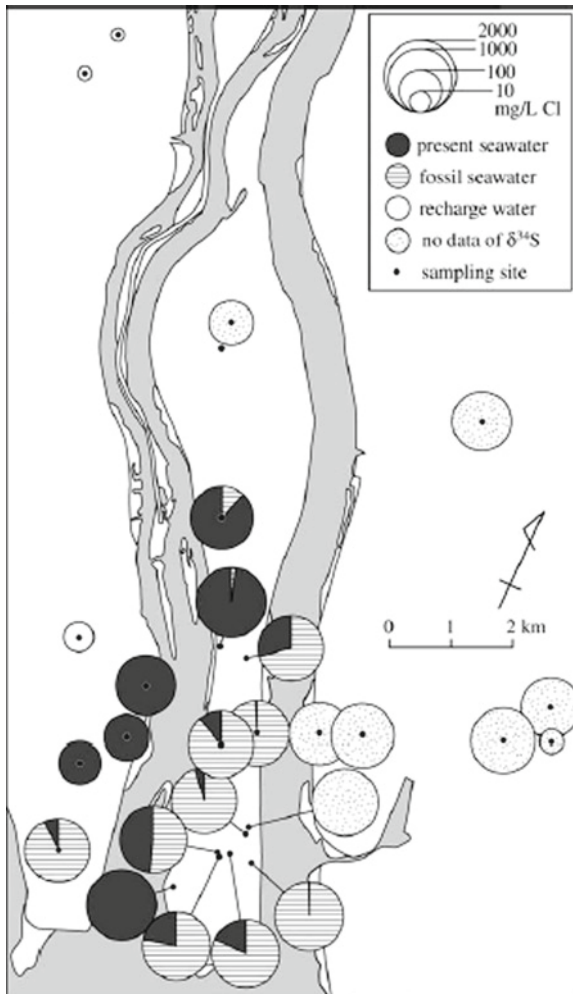 2000
1000
100
10
mg/L Cl
present seawater
fossil seawater
recharge water
no data of δ³⁴S
sampling site
0 1 2 km